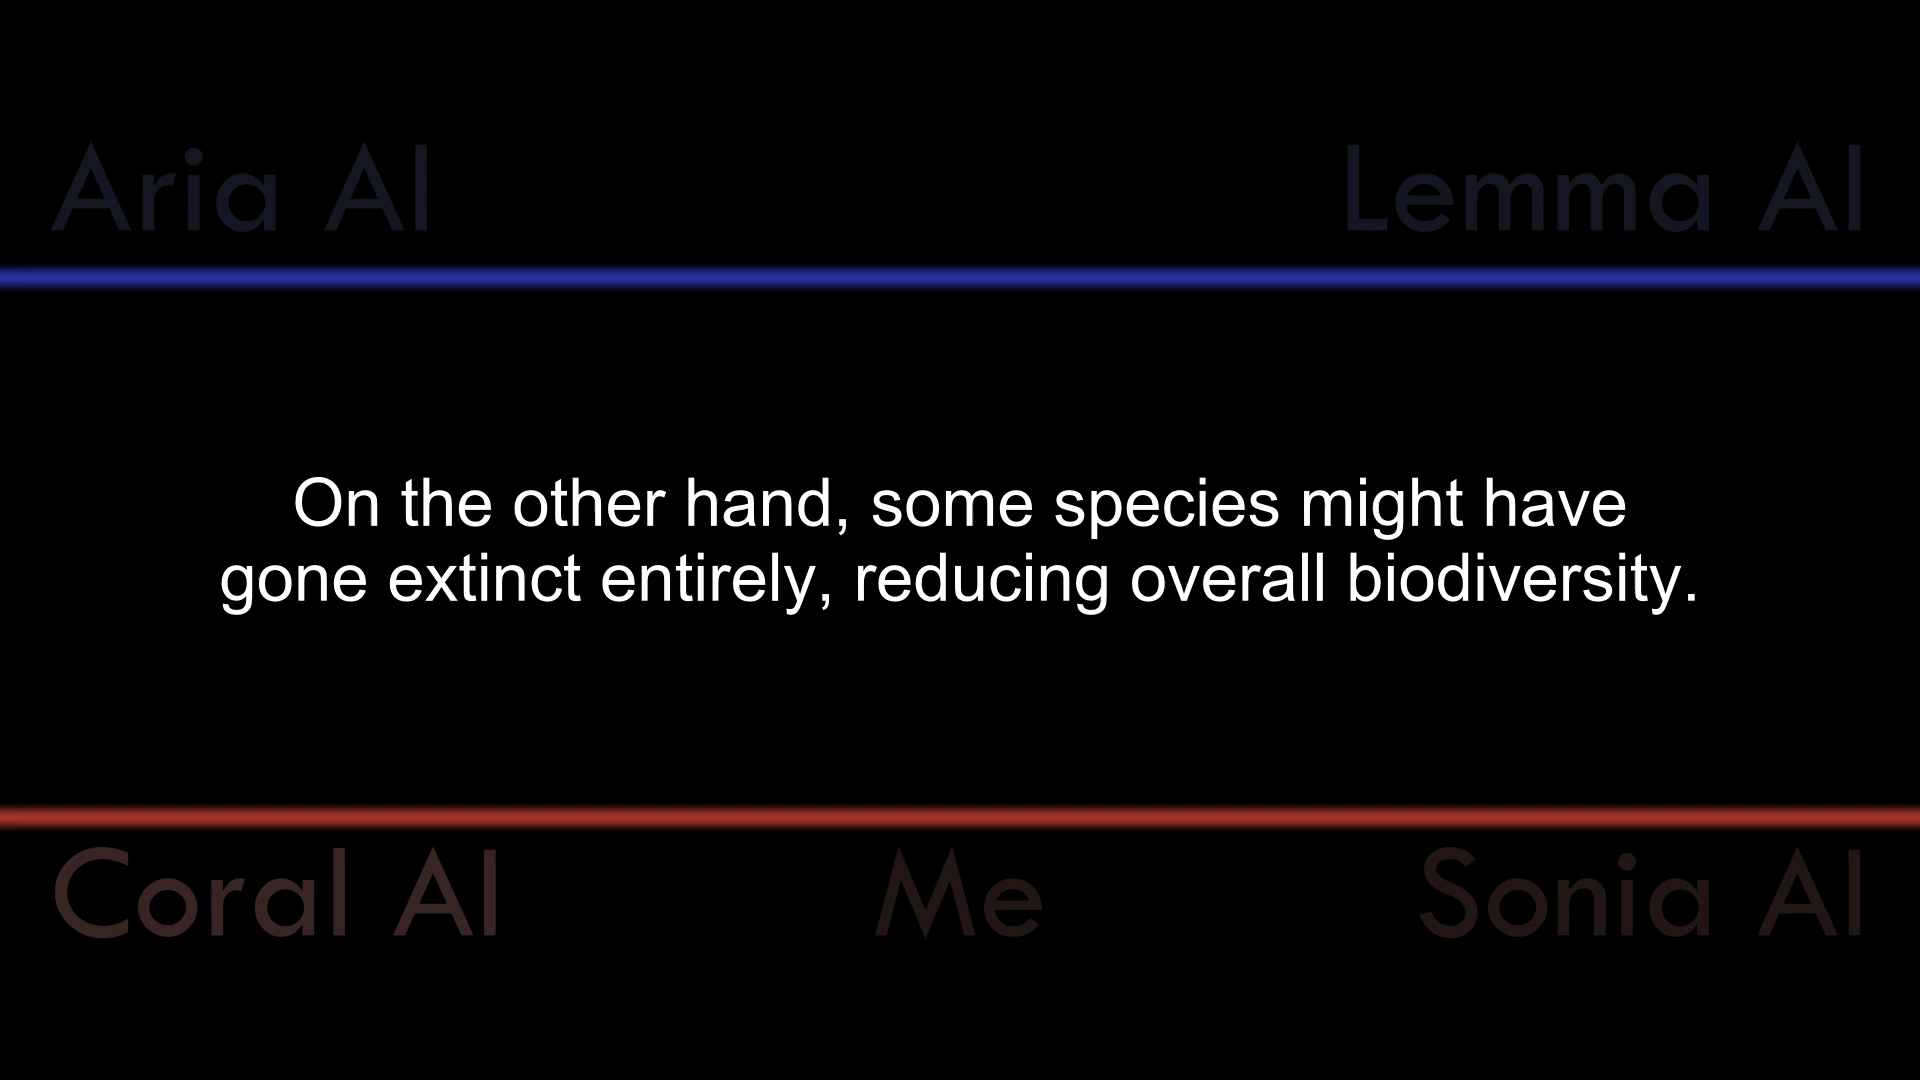 Aria AI
Lemma AI
On the other hand, some species might have
gone extinct entirely, reducing overall biodiversity.
Coral AI
Me
Sonia AI